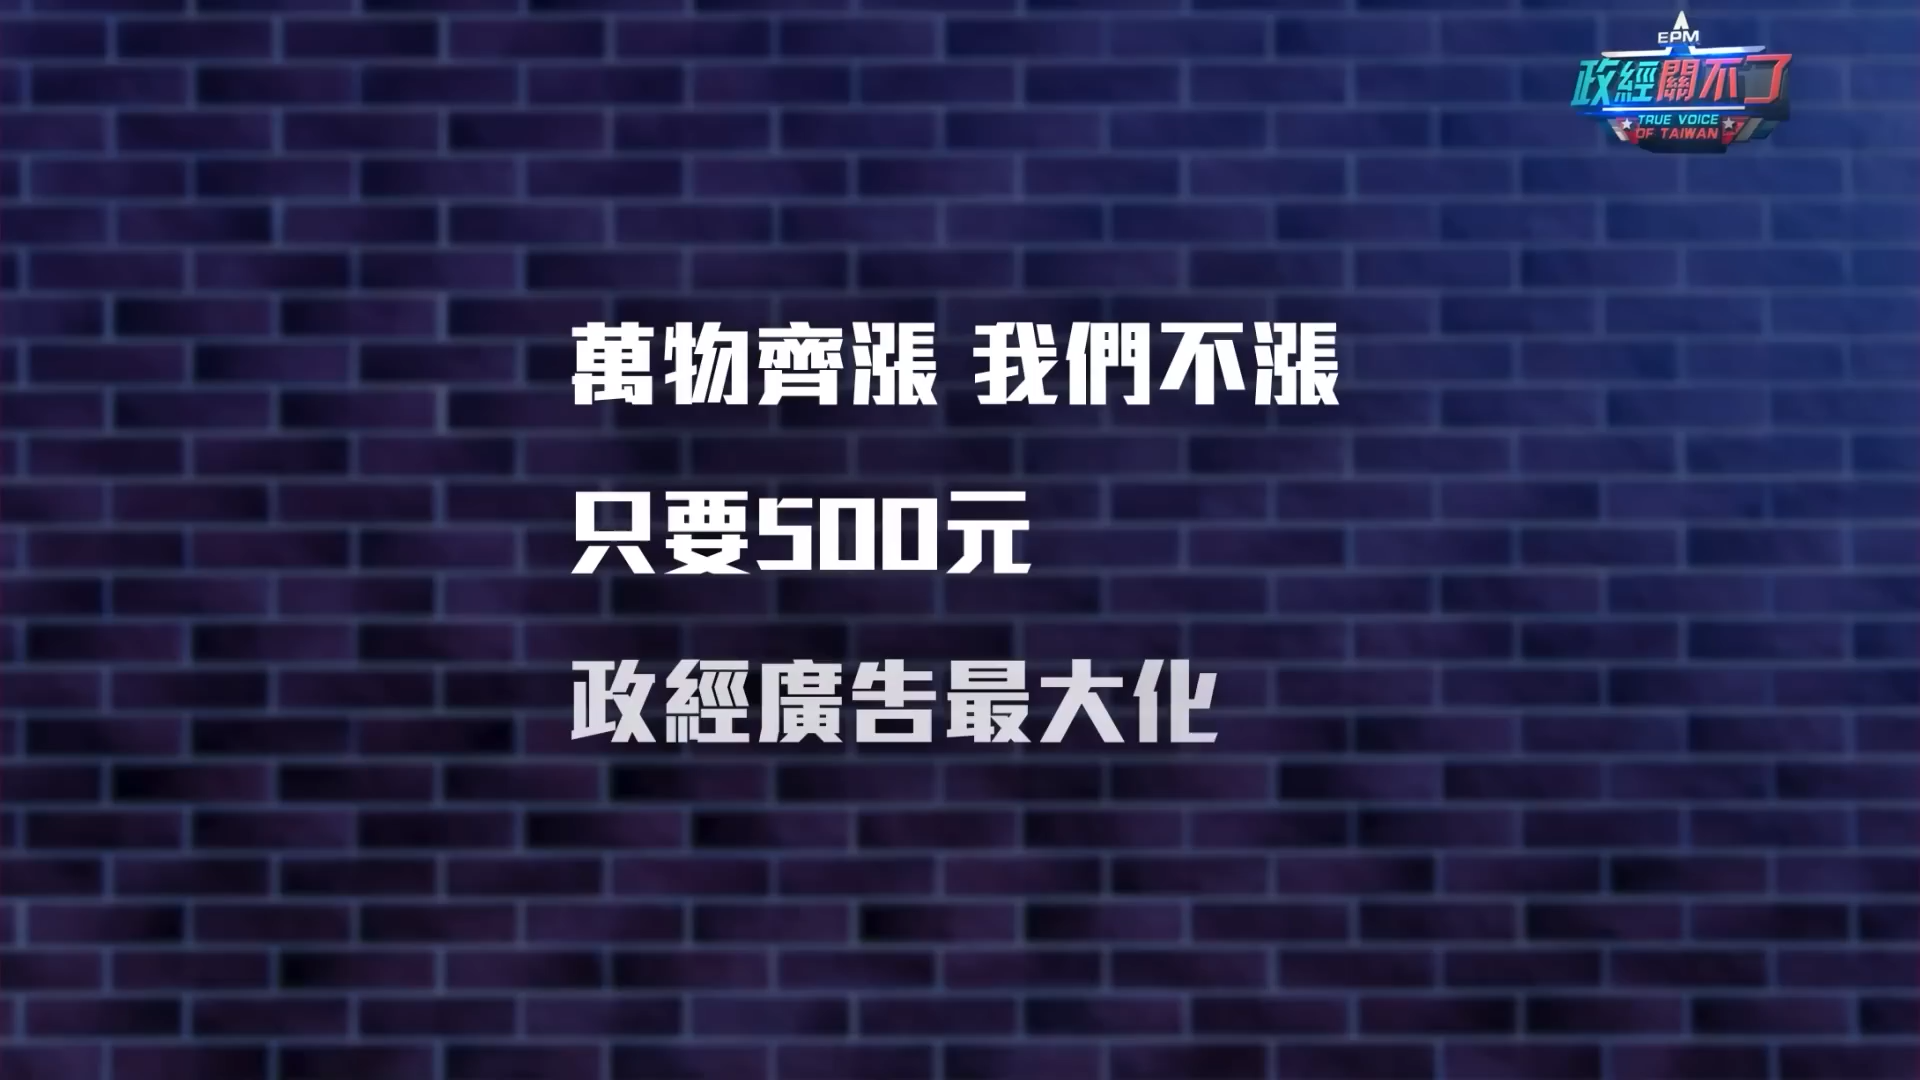 EPM
政經關不了
TRUE VOICE
OF TAIWAN
萬物齊漲 我們不漲
只要500元
政經廣告最大化